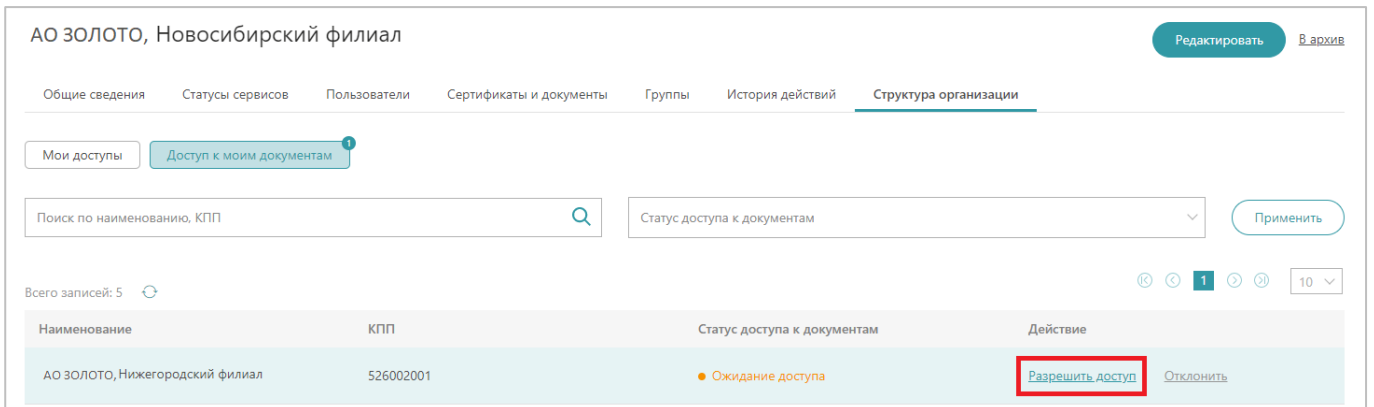 АО ЗОЛОТО, Новосибирский филиал
Редактировать В архив
Общие сведения Статусы сервисов Пользователи Сертификаты и документы Группы История действий Структура организации
Мои доступы Доступ к моим документам 1
Поиск по наименованию, КПП Статус доступа к документам Применить
Всего записей: 5 1 10
Наименование КПП Статус доступа к документам Действие
АО ЗОЛОТО, Нижегородский филиал 526002001 Ожидание доступа Разрешить доступ Отклонить